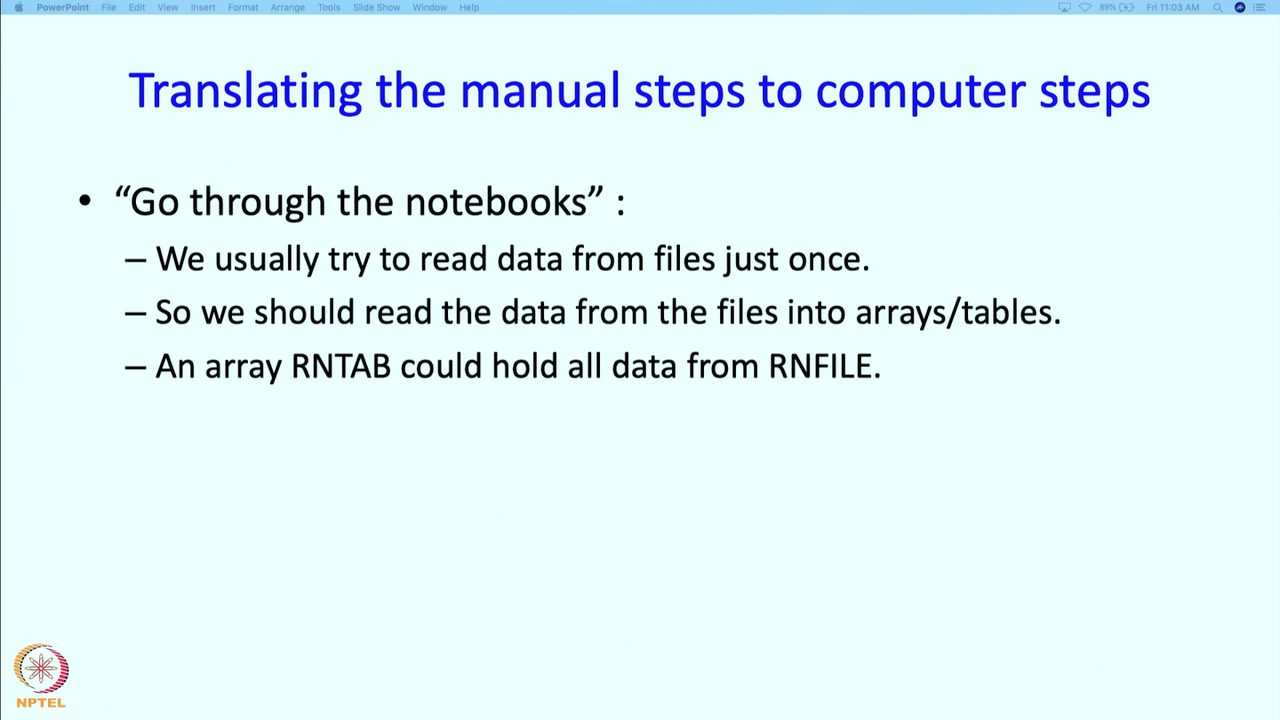 PowerPoint File Edit View Insert Format Arrange Tools Slide Show Window Help 89% Fri 11:03 AM
Translating the manual steps to computer steps
• “Go through the notebooks” :
– We usually try to read data from files just once.
– So we should read the data from the files into arrays/tables.
– An array RNTAB could hold all data from RNFILE.
NPTEL